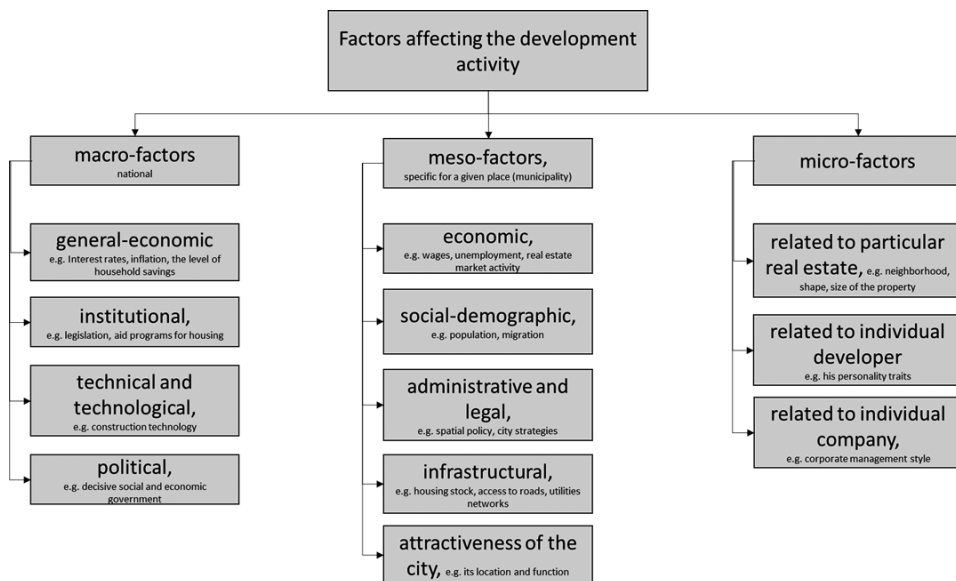 Factors affecting the development
activity
macro-factors
national
general-economic
e.g. Interest rates, inflation, the level of
household savings
institutional,
e.g. legislation, aid programs for housing
technical and
technological,
e.g. construction technology
political,
e.g. decisive social and economic
government
meso-factors,
specific for a given place (municipality)
economic,
e.g. wages, unemployment, real estate
market activity
social-demographic,
e.g. population, migration
administrative and
legal,
e.g. spatial policy, city strategies
infrastructural,
e.g. housing stock, access to roads, utilities
networks
attractiveness of the
city, e.g. its location and function
micro-factors
related to particular
real estate, e.g. neighborhood,
shape, size of the property
related to individual
developer
e.g. his personality traits
related to individual
company,
e.g. corporate management style